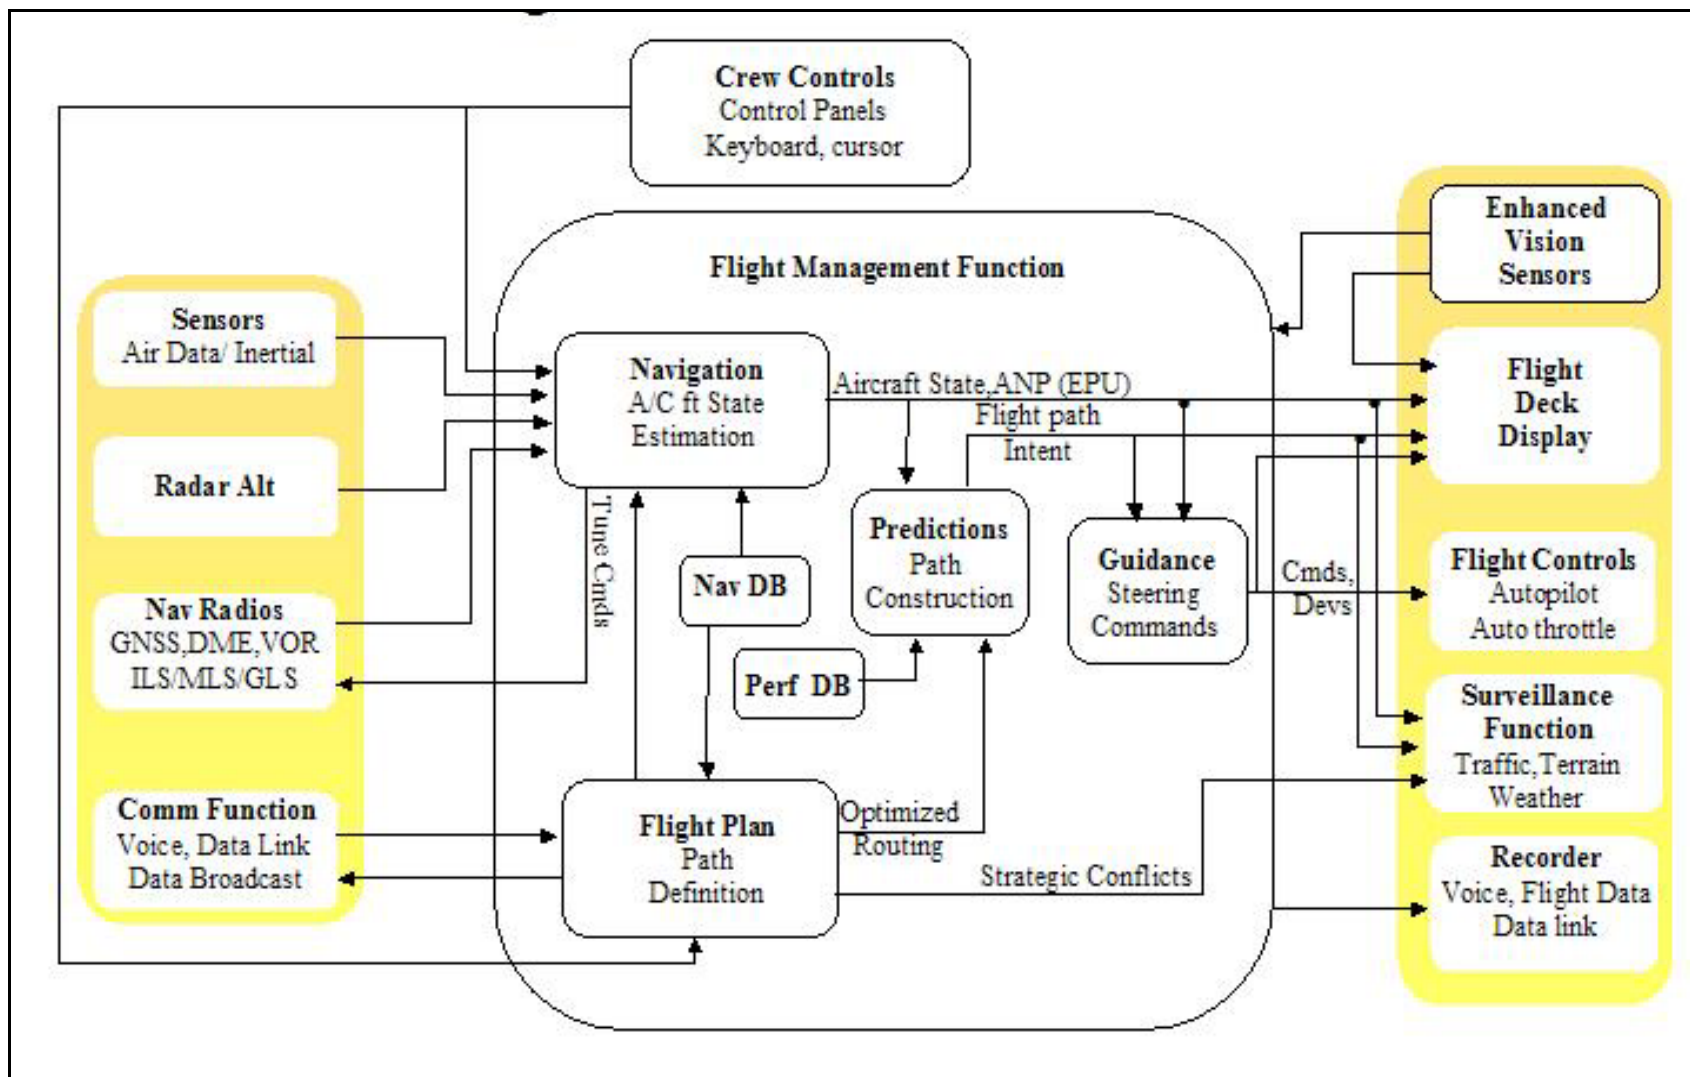 Crew Controls
Control Panels
Keyboard, cursor
Flight Management Function
Sensors
Air Data/ Inertial
Radar Alt
Nav Radios
GNSS,DME,VOR
ILS/MLS/GLS
Comm Function
Voice, Data Link
Data Broadcast
Navigation
A/C ft State
Estimation
Tune Cmds
Nav DB
Perf DB
Flight Plan
Path
Definition
Aircraft State,ANP (EPU)
Flight path
Intent
Predictions
Path
Construction
Guidance
Steering
Commands
Cmds,
Devs
Optimized
Routing
Strategic Conflicts
Enhanced
Vision
Sensors
Flight
Deck
Display
Flight Controls
Autopilot
Auto throttle
Surveillance
Function
Traffic,Terrain
Weather
Recorder
Voice, Flight Data
Data link